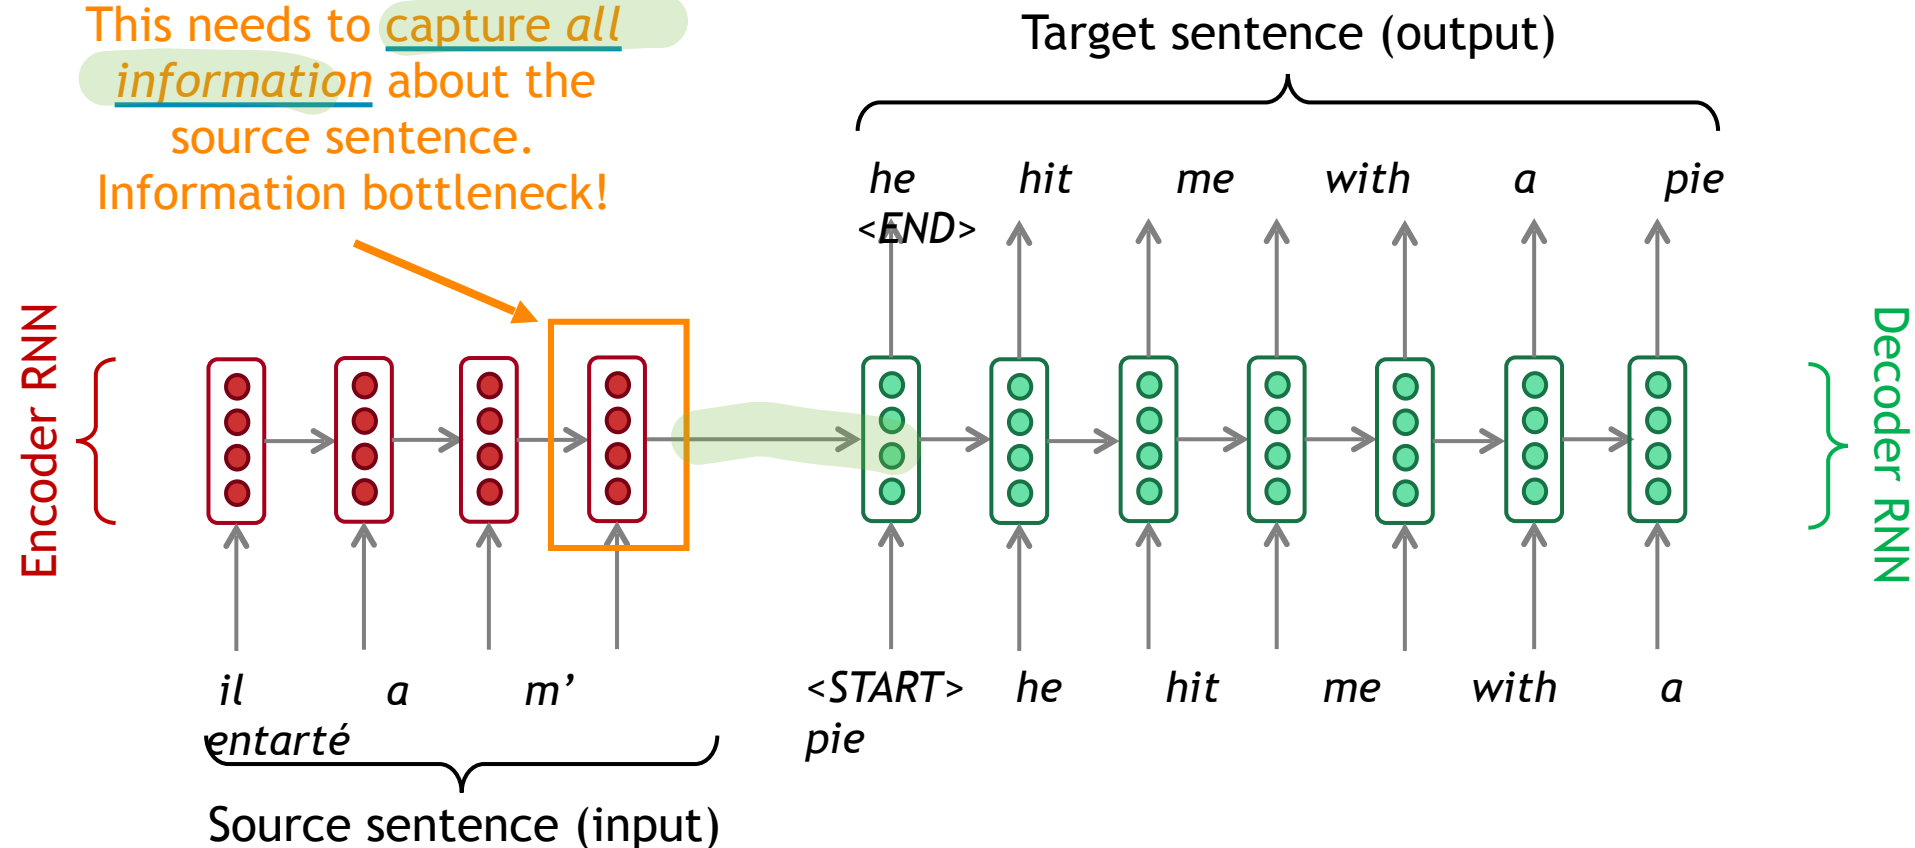 This needs to capture all
information about the
source sentence.
Information bottleneck!
Target sentence (output)
he hit me with a pie
<END>
Encoder RNN
Decoder RNN
il a m’
entarté
<START> he hit me with a
pie
Source sentence (input)